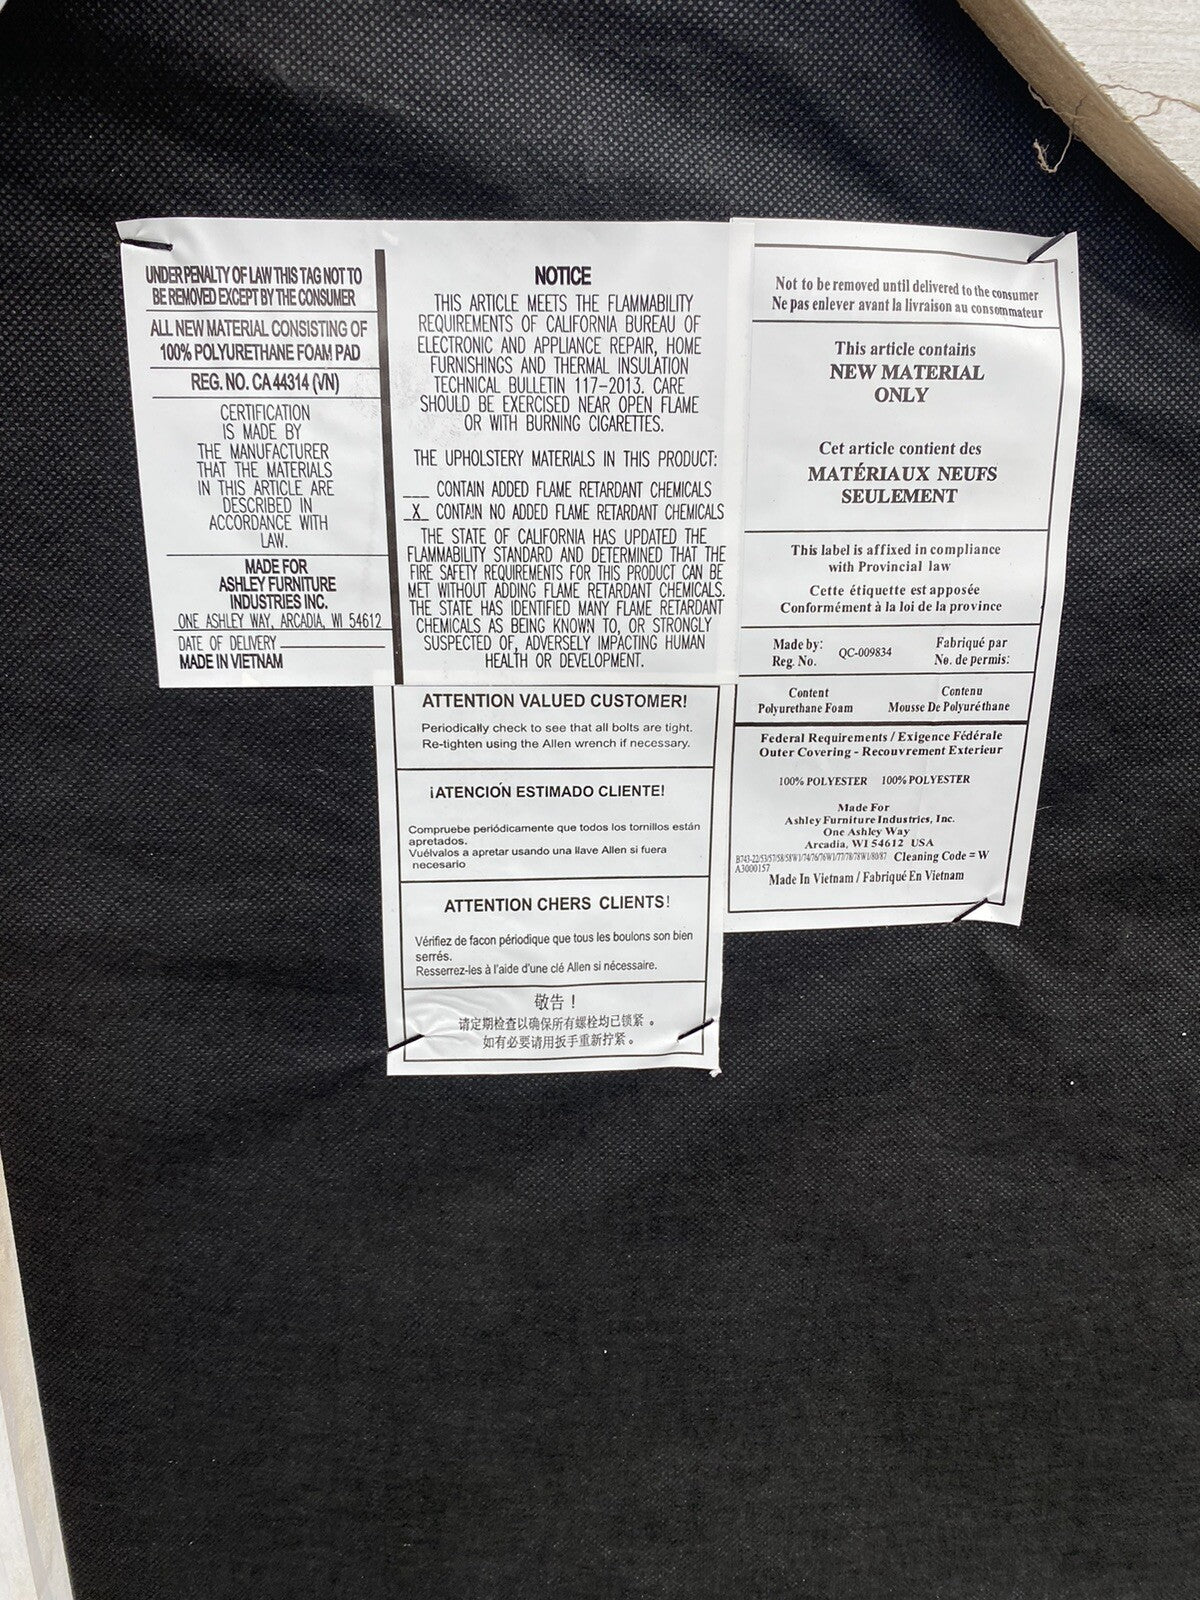 UNDER PENALTY OF LAW THIS TAG NOT TO
BE REMOVED EXCEPT BY THE CONSUMER
ALL NEW MATERIAL CONSISTING OF
100% POLYURETHANE FOAM PAD
REG. NO. CA 44314 (VN)
CERTIFICATION
IS MADE BY
THE MANUFACTURER
THAT THE MATERIALS
IN THIS ARTICLE ARE
DESCRIBED IN
ACCORDANCE WITH
LAW.
MADE FOR
ASHLEY FURNITURE
INDUSTRIES INC.
ONE ASHLEY WAY, ARCADIA, WI 54612
DATE OF DELIVERY
MADE IN VIETNAM
NOTICE
THIS ARTICLE MEETS THE FLAMMABILITY
REQUIREMENTS OF CALIFORNIA BUREAU OF
ELECTRONIC AND APPLIANCE REPAIR, HOME
FURNISHINGS AND THERMAL INSULATION
TECHNICAL BULLETIN 117-2013. CARE
SHOULD BE EXERCISED NEAR OPEN FLAME
OR WITH BURNING CIGARETTES.
THE UPHOLSTERY MATERIALS IN THIS PRODUCT:
___ CONTAIN ADDED FLAME RETARDANT CHEMICALS
_X_ CONTAIN NO ADDED FLAME RETARDANT CHEMICALS
THE STATE OF CALIFORNIA HAS UPDATED THE
FLAMMABILITY STANDARD AND DETERMINED THAT THE
FIRE SAFETY REQUIREMENTS FOR THIS PRODUCT CAN BE
MET WITHOUT ADDING FLAME RETARDANT CHEMICALS.
THE STATE HAS IDENTIFIED MANY FLAME RETARDANT
CHEMICALS AS BEING KNOWN TO, OR STRONGLY
SUSPECTED OF, ADVERSELY IMPACTING HUMAN
HEALTH OR DEVELOPMENT.
ATTENTION VALUED CUSTOMER!
Periodically check to see that all bolts are tight.
Re-tighten using the Allen wrench if necessary.
¡ATENCIÓN ESTIMADO CLIENTE!
Compruebe periódicamente que todos los tornillos están
apretados.
Vuélvalos a apretar usando una llave Allen si fuera
necesario
ATTENTION CHERS CLIENTS!
Vérifiez de facon périodique que tous les boulons son bien
serrés.
Resserrez-les à l'aide d'une clé Allen si nécessaire.
敬告！
请定期检查以确保所有螺栓均已锁紧。
如有必要请用扳手重新拧紧。
Not to be removed until delivered to the consumer
Ne pas enlever avant la livraison au consommateur
This article contains
NEW MATERIAL
ONLY
Cet article contient des
MATÉRIAUX NEUFS
SEULEMENT
This label is affixed in compliance
with Provincial law
Cette étiquette est apposée
Conformément à la loi de la province
Made by: Fabriqué par
Reg. No. QC-009834 No. de permis:
Content Contenu
Polyurethane Foam Mousse De Polyuréthane
Federal Requirements / Exigence Fédérale
Outer Covering - Recouvrement Exterieur
100% POLYESTER 100% POLYESTER
Made For
Ashley Furniture Industries, Inc.
One Ashley Way
Arcadia, WI 54612 USA
B743-22/53/57/58/58W1/74/76/76W1/77/78/78W1/80/87 Cleaning Code = W
A3000157
Made In Vietnam / Fabriqué En Vietnam